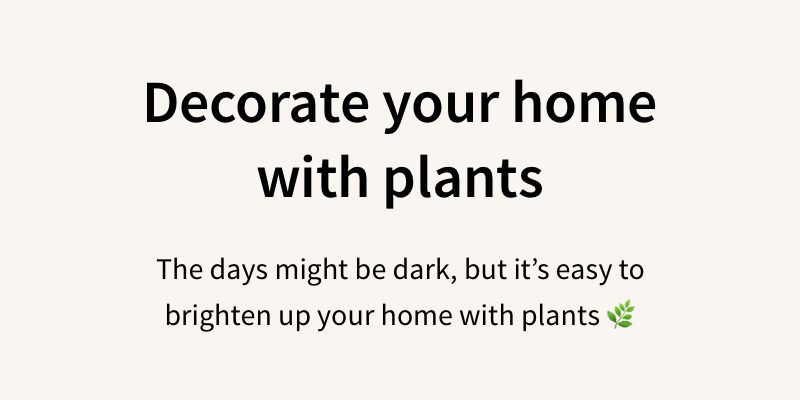 Decorate your home
with plants
The days might be dark, but it’s easy to
brighten up your home with plants 🌿